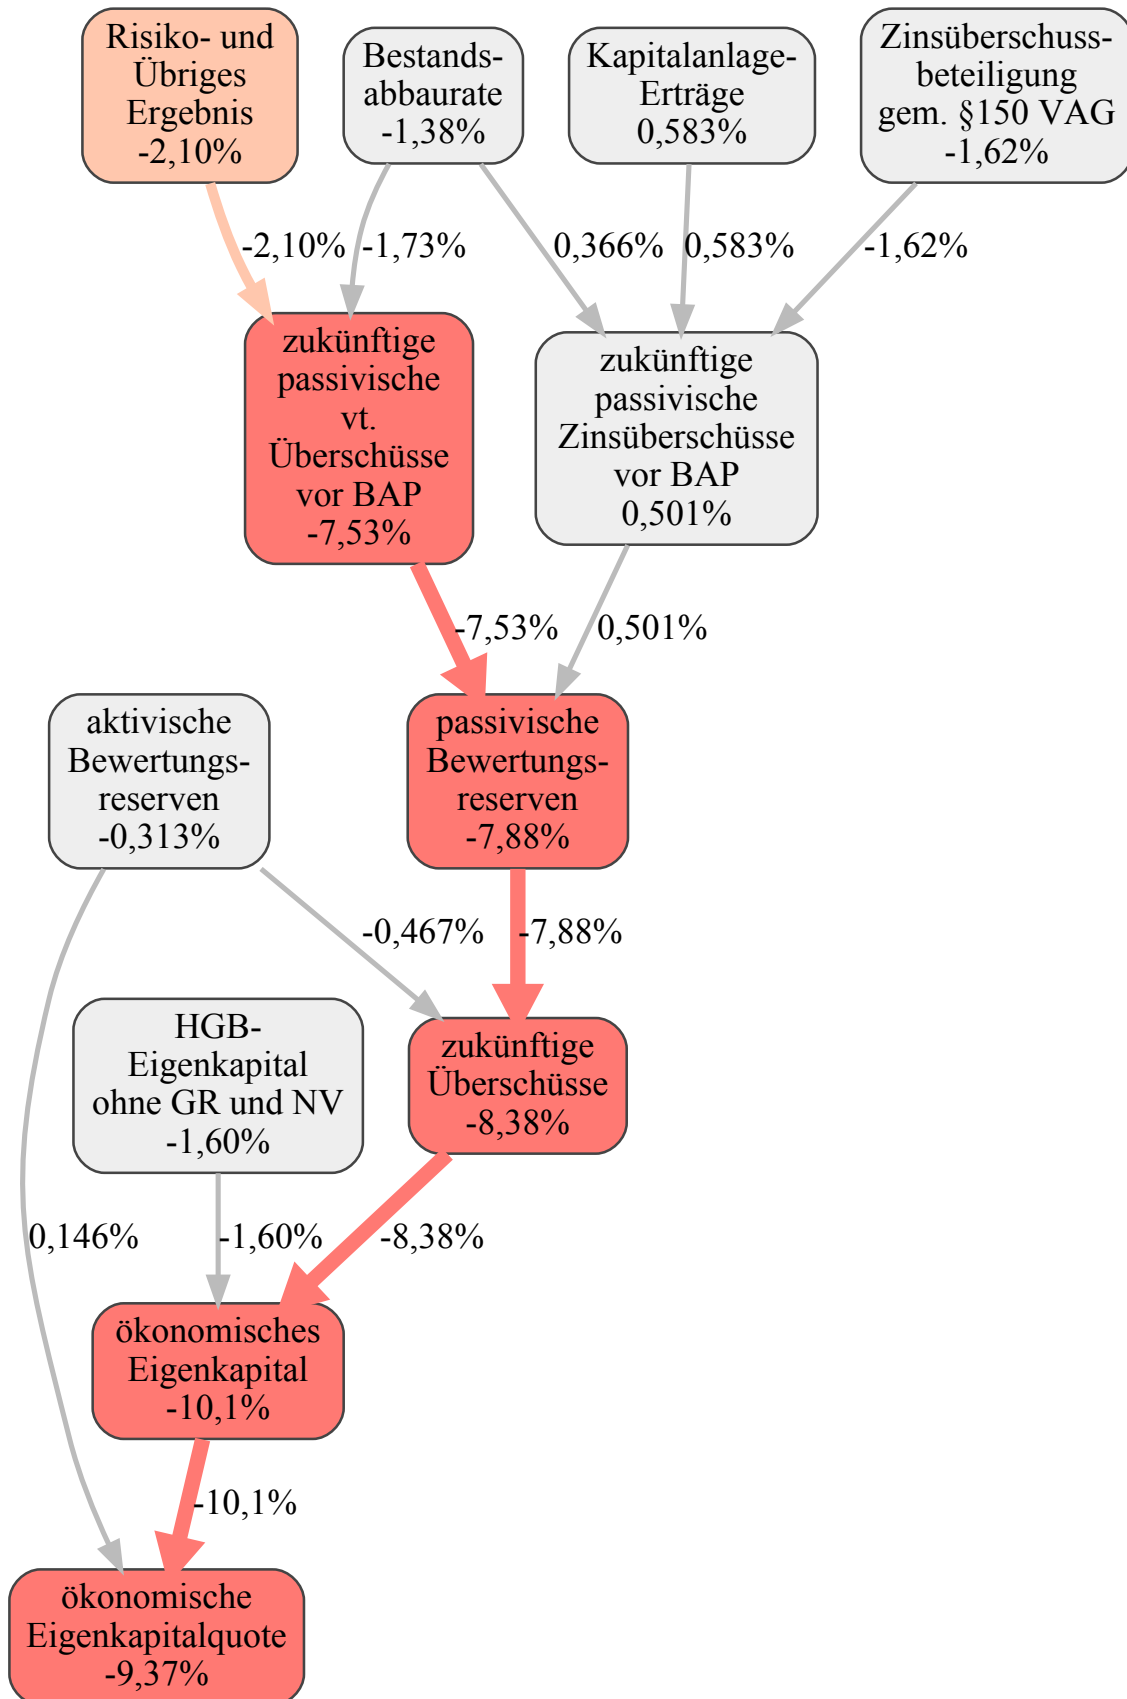 Risiko- und
Übriges
Ergebnis
-2,10%
Bestands-
abbaurate
-1,38%
Kapitalanlage-
Erträge
0,583%
Zinsüberschuss-
beteiligung
gem. §150 VAG
-1,62%
-2,10%
-1,73%
0,366%
0,583%
-1,62%
zukünftige
passivische
vt.
Überschüsse
vor BAP
-7,53%
zukünftige
passivische
Zinsüberschüsse
vor BAP
0,501%
-7,53%
0,501%
aktivische
Bewertungs-
reserven
-0,313%
passivische
Bewertungs-
reserven
-7,88%
-0,467%
-7,88%
HGB-
Eigenkapital
ohne GR und NV
-1,60%
zukünftige
Überschüsse
-8,38%
0,146%
-1,60%
-8,38%
ökonomisches
Eigenkapital
-10,1%
-10,1%
ökonomische
Eigenkapitalquote
-9,37%